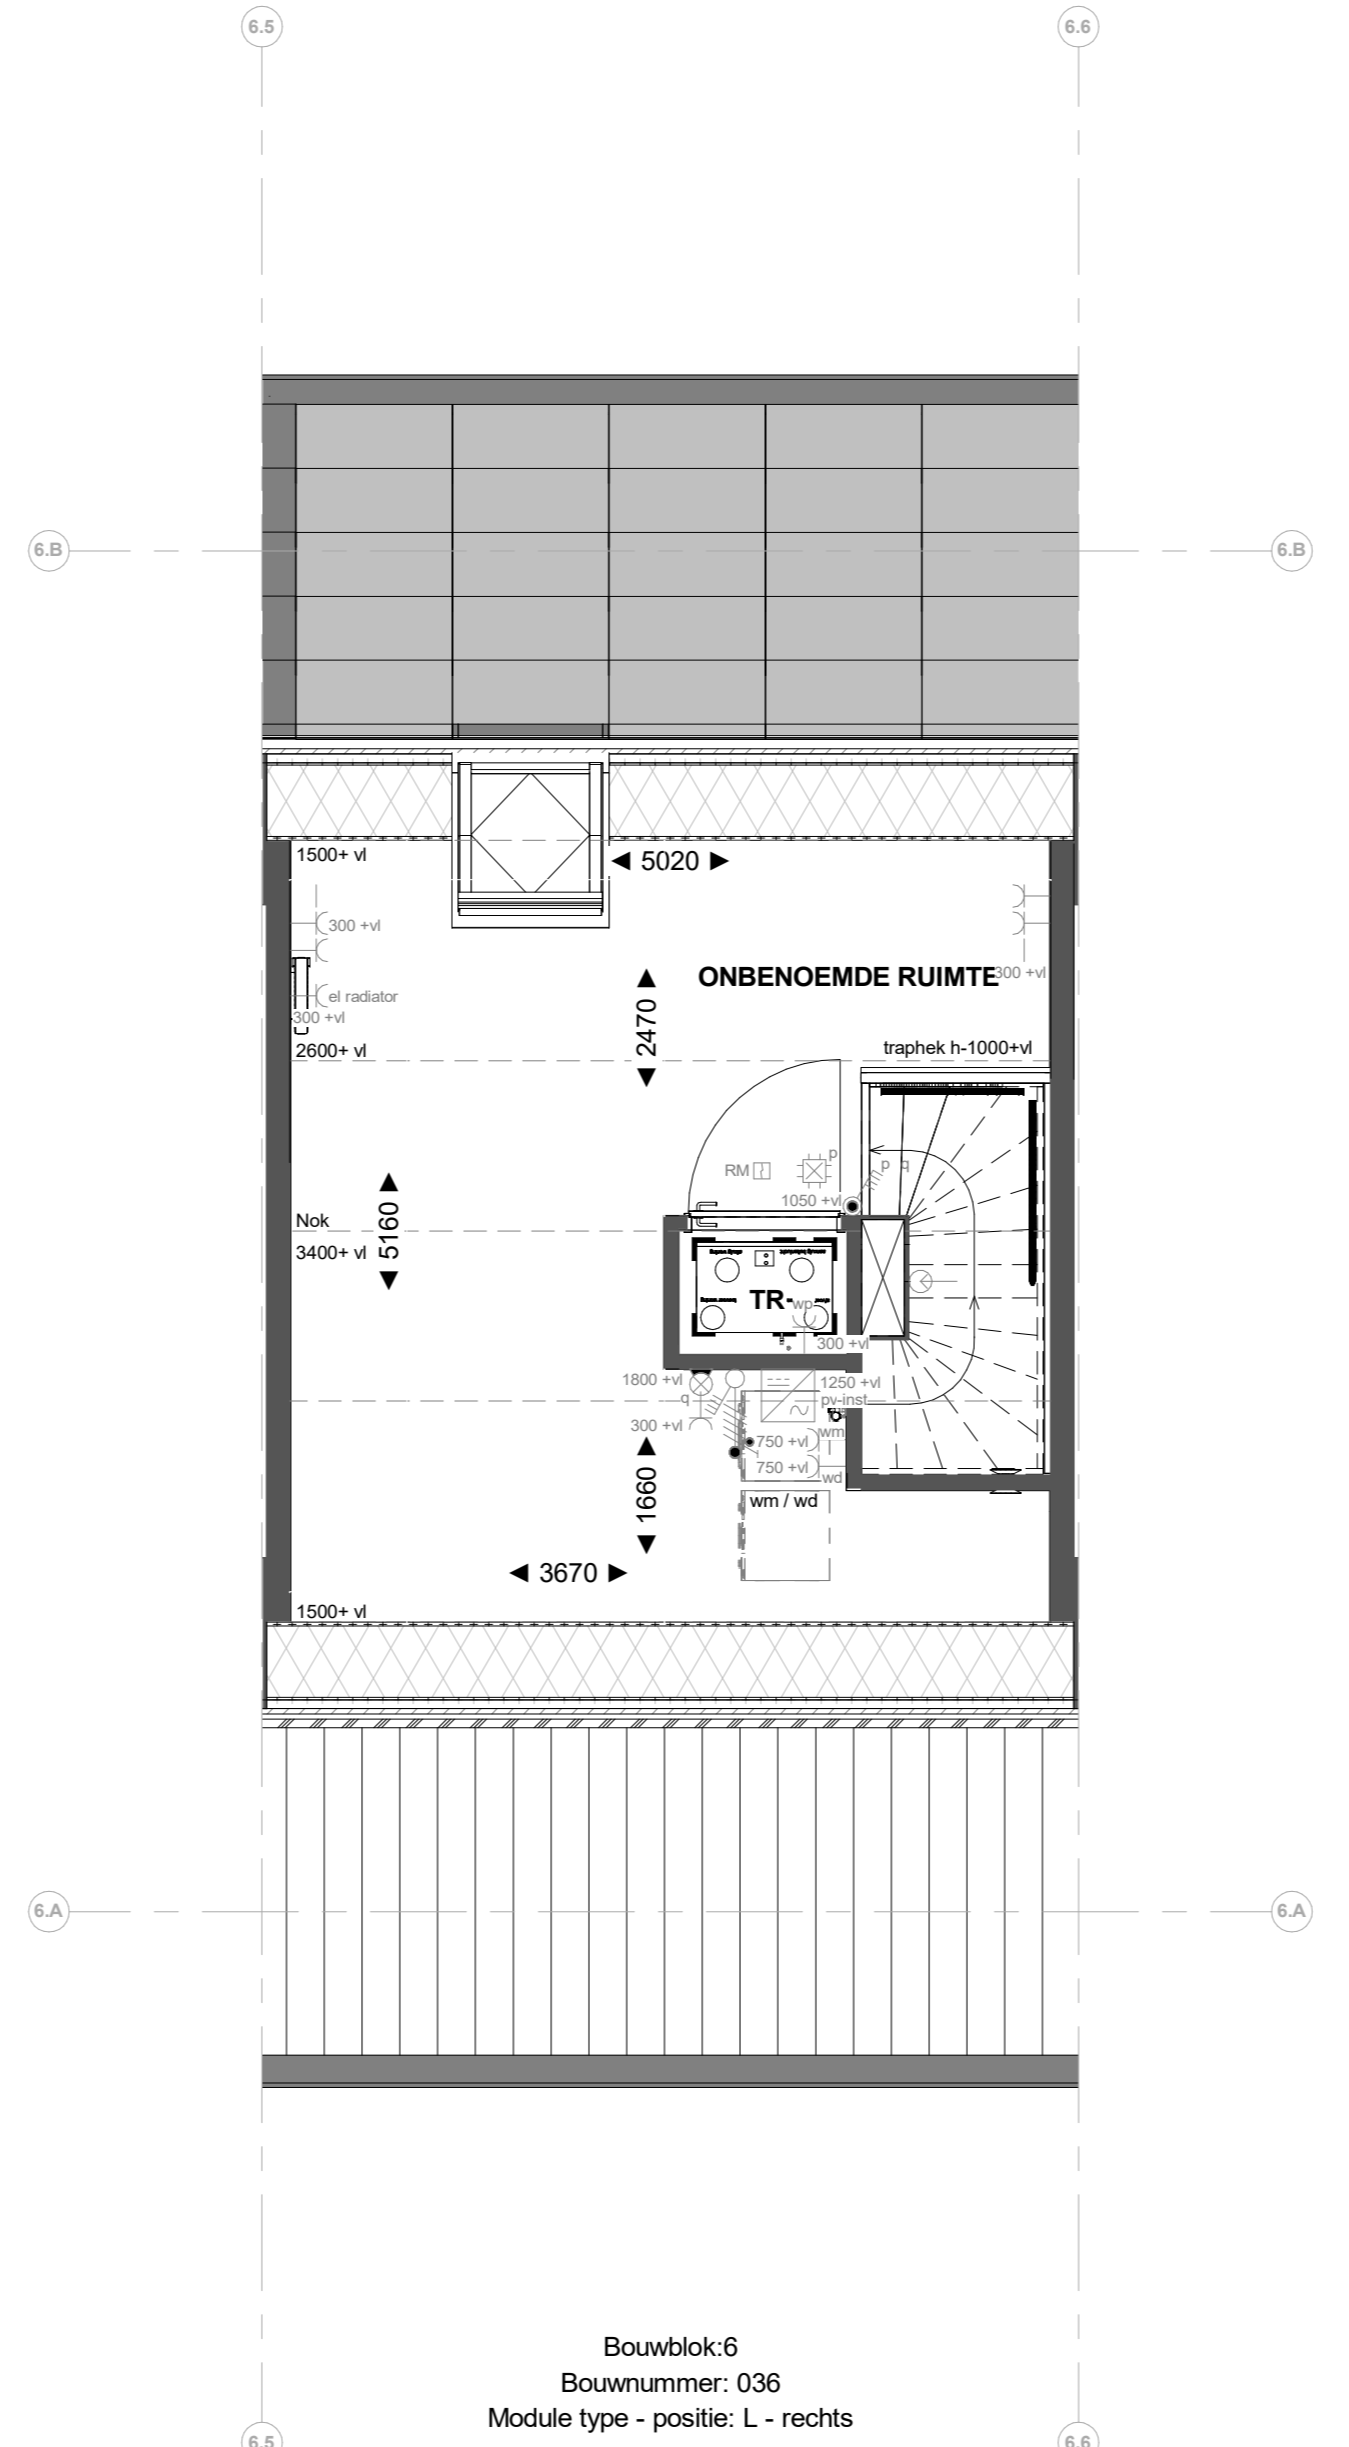 6.5
6.6
6.B
6.B
1500+ vl
5020
300 +vl
ONBENOEMDE RUIMTE
300 +vl
el radiator
300 +vl
2470
2600+ vl
traphek h-1000+vl
RM
p
p q
1050 +vl
5160
Nok
3400+ vl
TR
wp
300 +vl
1800 +vl
1250 +vl
q
pv-inst
300 +vl
750 +vl
wm
750 +vl
wd
1660
wm / wd
3670
1500+ vl
6.A
6.A
Bouwblok:6
Bouwnummer: 036
Module type - positie: L - rechts
6.5
6.6